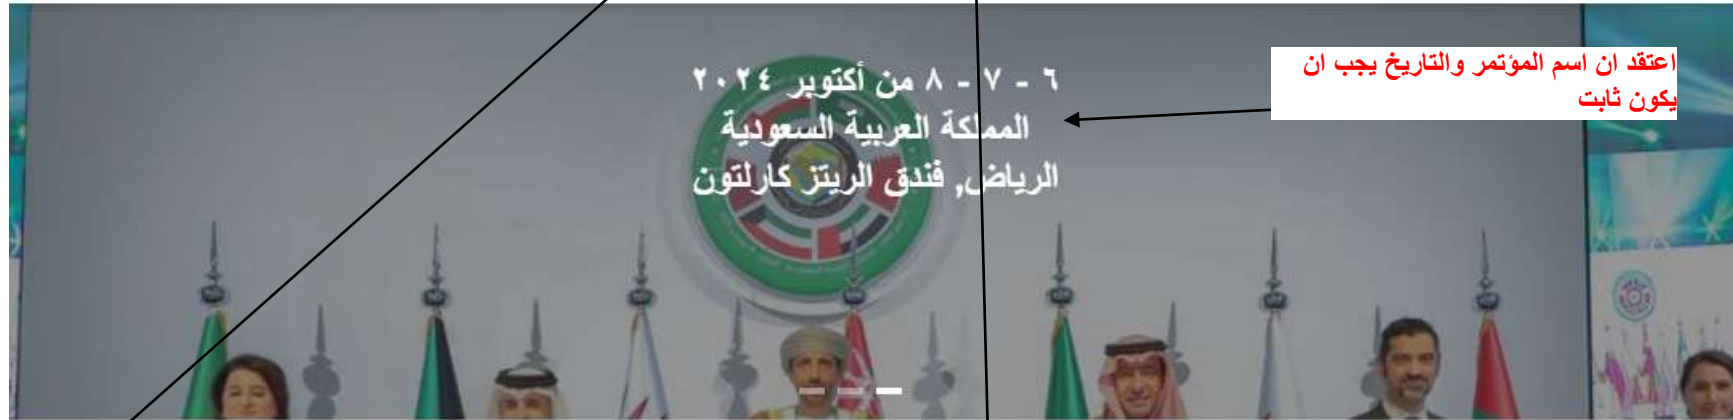 اعتقد ان اسم المؤتمر والتاريخ يجب ان
يكون ثابت
٦ - ٧ - ٨ من أكتوبر ٢٠٢٤
المملكة العربية السعودية
الرياض, فندق الريتز كارلتون